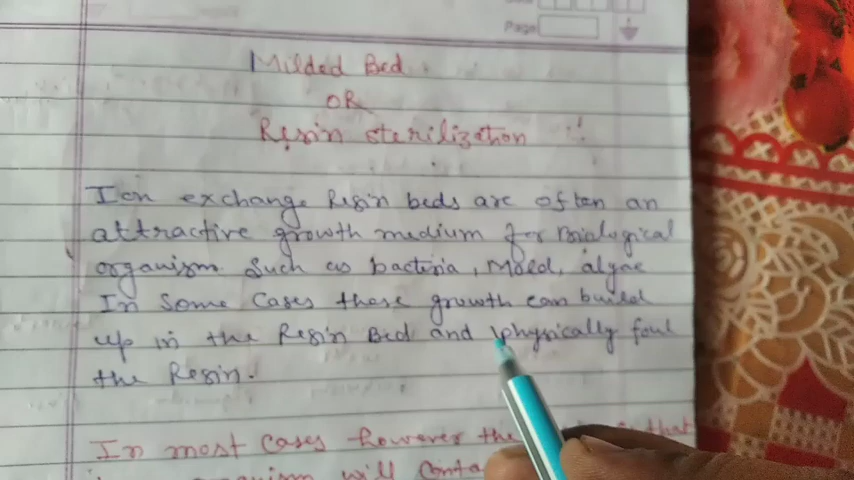 Page
Milded Bed
OR
Resin sterilization :-
Ion exchange Resin beds are often an
attractive growth medium for Biological
organism such as bacteria, Mold, algae
In some cases these growth can build
up in the Resin Bed and physically foul
the Resin.
In most cases however the that
will conta